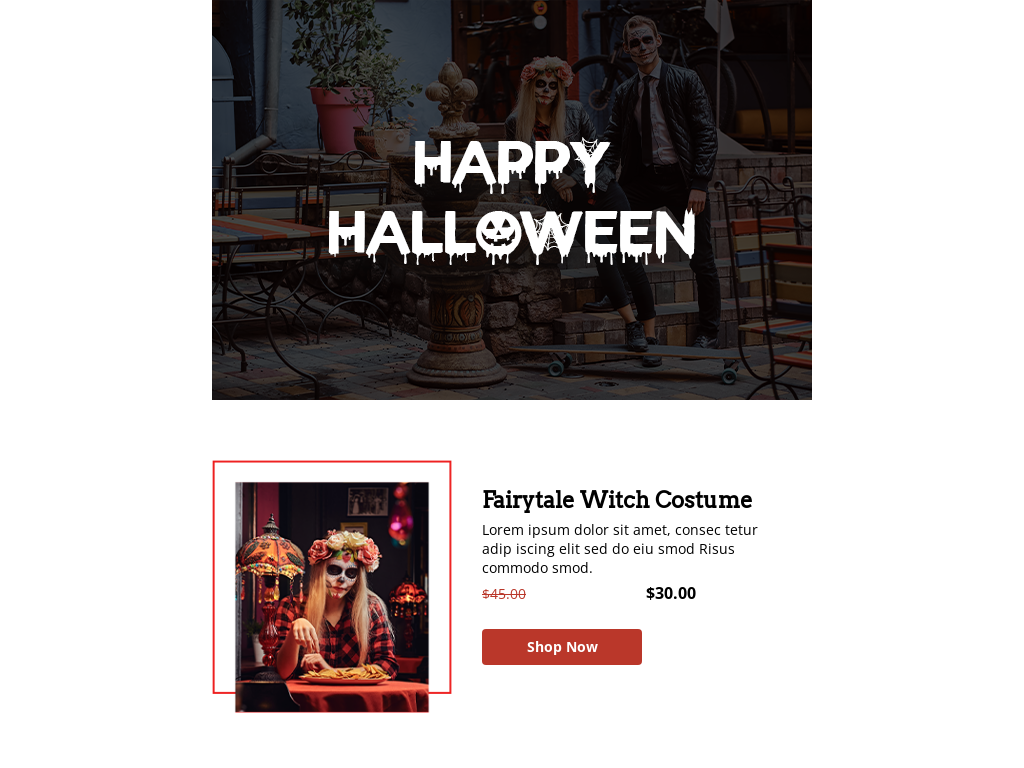 HAPPY
HALLOWEEN
Fairytale Witch Costume
Lorem ipsum dolor sit amet, consec tetur
adip iscing elit sed do eiu smod Risus
commodo smod.
$45.00 $30.00
Shop Now